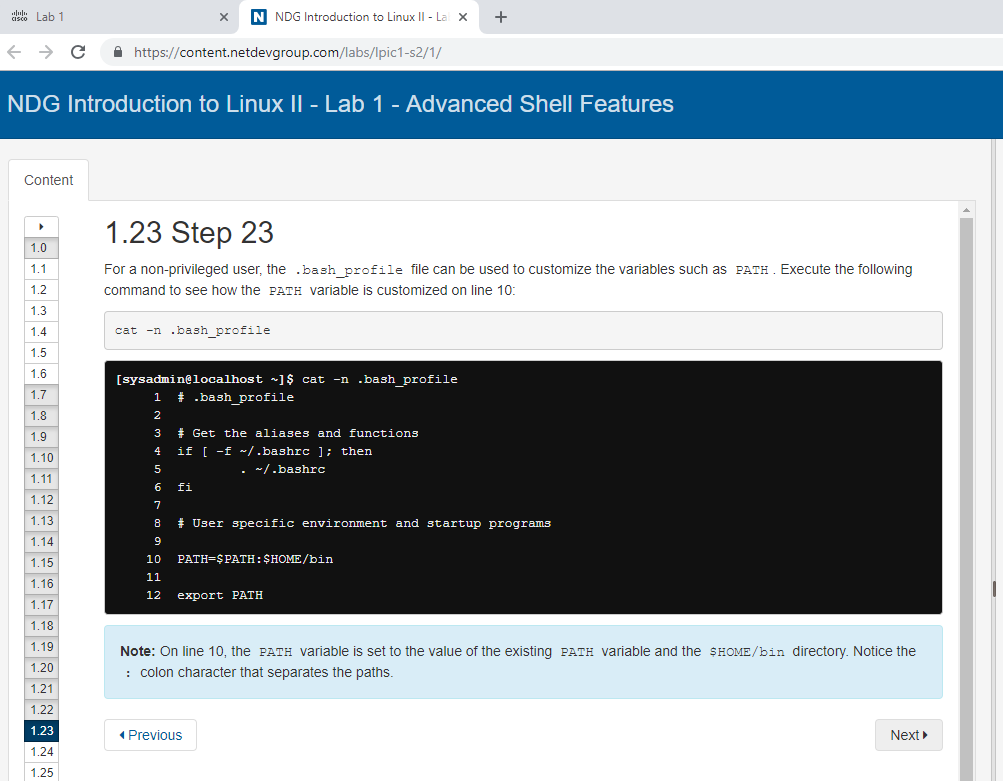 cisco Lab 1
N NDG Introduction to Linux II - La
https://content.netdevgroup.com/labs/lpic1-s2/1/
NDG Introduction to Linux II - Lab 1 - Advanced Shell Features
Content
1.0
1.1
1.2
1.3
1.4
1.5
1.6
1.7
1.8
1.9
1.10
1.11
1.12
1.13
1.14
1.15
1.16
1.17
1.18
1.19
1.20
1.21
1.22
1.23
1.24
1.25
1.23 Step 23
For a non-privileged user, the .bash_profile file can be used to customize the variables such as PATH. Execute the following
command to see how the PATH variable is customized on line 10:
cat -n .bash_profile
[sysadmin@localhost ~]$ cat -n .bash_profile
1 # .bash_profile
2
3 # Get the aliases and functions
4 if [ -f ~/.bashrc ]; then
5 . ~/.bashrc
6 fi
7
8 # User specific environment and startup programs
9
10 PATH=$PATH:$HOME/bin
11
12 export PATH
Note: On line 10, the PATH variable is set to the value of the existing PATH variable and the $HOME/bin directory. Notice the
: colon character that separates the paths.
Previous
Next